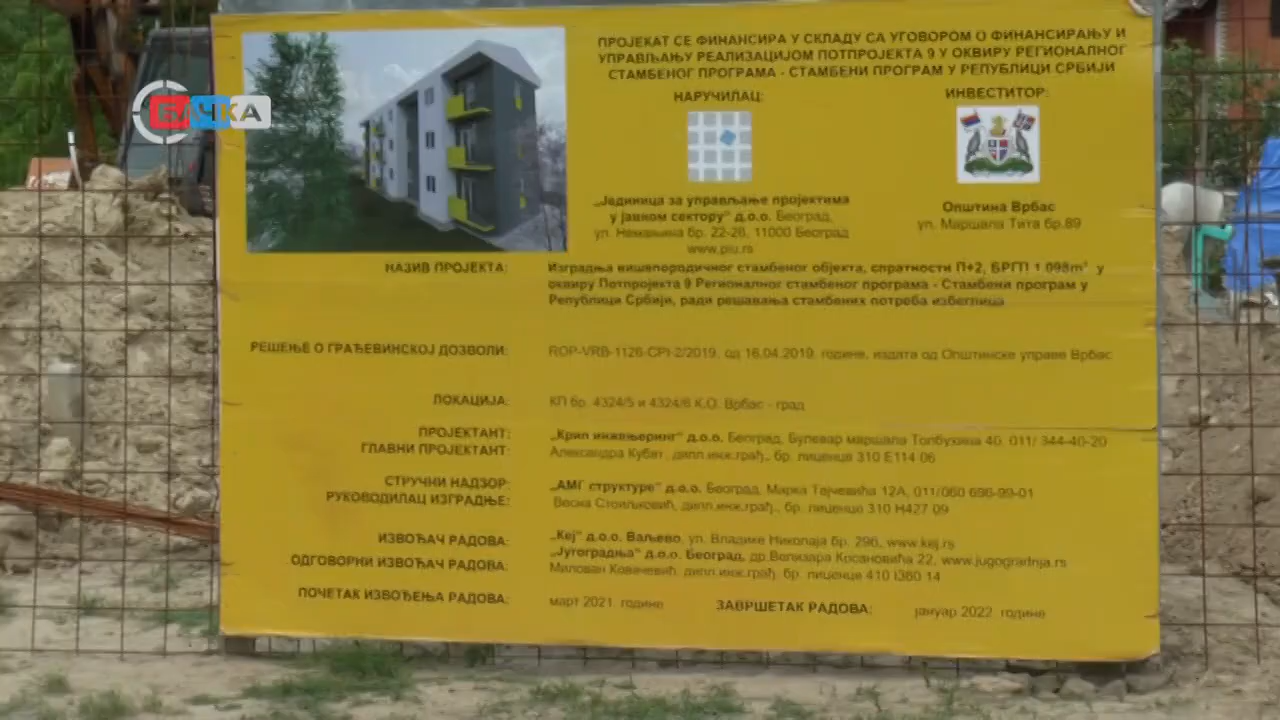 БАЧКА
ПРОЈЕКАТ СЕ ФИНАНСИРА У СКЛАДУ СА УГОВОРОМ О ФИНАНСИРАЊУ И
УПРАВЉАЊУ РЕАЛИЗАЦИЈОМ ПОТПРОЈЕКТА 9 У ОКВИРУ РЕГИОНАЛНОГ
СТАМБЕНОГ ПРОГРАМА - СТАМБЕНИ ПРОГРАМ У РЕПУБЛИЦИ СРБИЈИ
НАРУЧИЛАЦ:
„Јединица за управљање пројектима
у јавном сектору" д.о.о. Београд,
ул. Немањина бр. 22-26, 11000 Београд
www.piu.rs
ИНВЕСТИТОР:
Општина Врбас
ул. Маршала Тита бр.89
НАЗИВ ПРОЈЕКТА: Изградња вишепородичног стамбеног објекта, спратности П+2, БРГП 1.098m² у
оквиру Потпројекта 9 Регионалног стамбеног програма - Стамбени програм у
Републици Србији, ради решавања стамбених потреба избеглица
РЕШЕЊЕ О ГРАЂЕВИНСКОЈ ДОЗВОЛИ: ROP-VRB-1126-CPI-2/2019, од 16.04.2019. године, издата од Општинске управе Врбас
ЛОКАЦИЈА: КП бр. 4324/5 и 4324/6 К.О. Врбас - град
ПРОЈЕКТАНТ: „Крип инжењеринг" д.о.о. Београд, Булевар маршала Толбухина 40, 011/ 344-40-20
ГЛАВНИ ПРОЈЕКТАНТ: Александра Кубат, дипл.инж.грађ., бр. лиценце 310 E114 06
СТРУЧНИ НАДЗОР: „АМГ структуре" д.о.о. Београд, Марка Тајчевића 12А, 011/060 696-99-01
РУКОВОДИЛАЦ ИЗГРАДЊЕ: Весна Стоиљковић, дипл.инж.грађ., бр. лиценце 310 H427 09
ИЗВОЂАЧ РАДОВА: „Кеј" д.о.о. Ваљево, ул. Владике Николаја бр. 296, www.kej.rs
„Југоградња" д.о.о. Београд, др Велизара Косановића 22, www.jugogradnja.rs
ОДГОВОРНИ ИЗВОЂАЧ РАДОВА: Милован Ковачевић, дипл.инж.грађ. бр. лиценце 410 I360 14
ПОЧЕТАК ИЗВОЂЕЊА РАДОВА: март 2021. године ЗАВРШЕТАК РАДОВА: јануар 2022. године